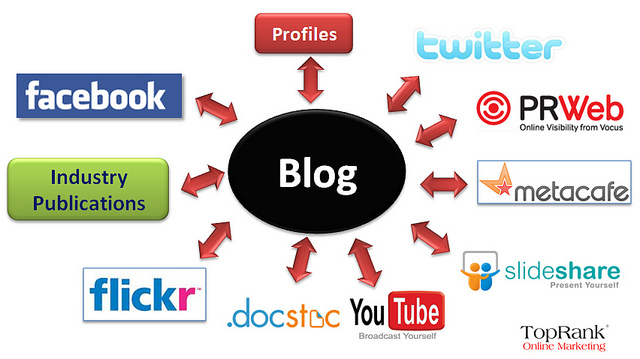 Profiles
twitter
facebook
PRWeb
Online Visibility from Vocus
Blog
Industry
Publications
metacafe
flickr™
.docstoc
YouTube
Broadcast Yourself
slideshare
Present Yourself
TopRank®
Online Marketing